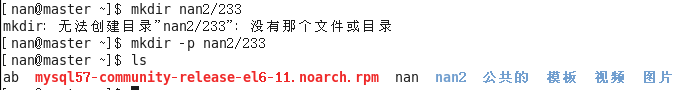 [nan@master ~]$ mkdir nan2/233
mkdir: 无法创建目录"nan2/233": 没有那个文件或目录
[nan@master ~]$ mkdir -p nan2/233
[nan@master ~]$ ls
ab mysql57-community-release-el6-11.noarch.rpm nan nan2 公共的 模板 视频 图片